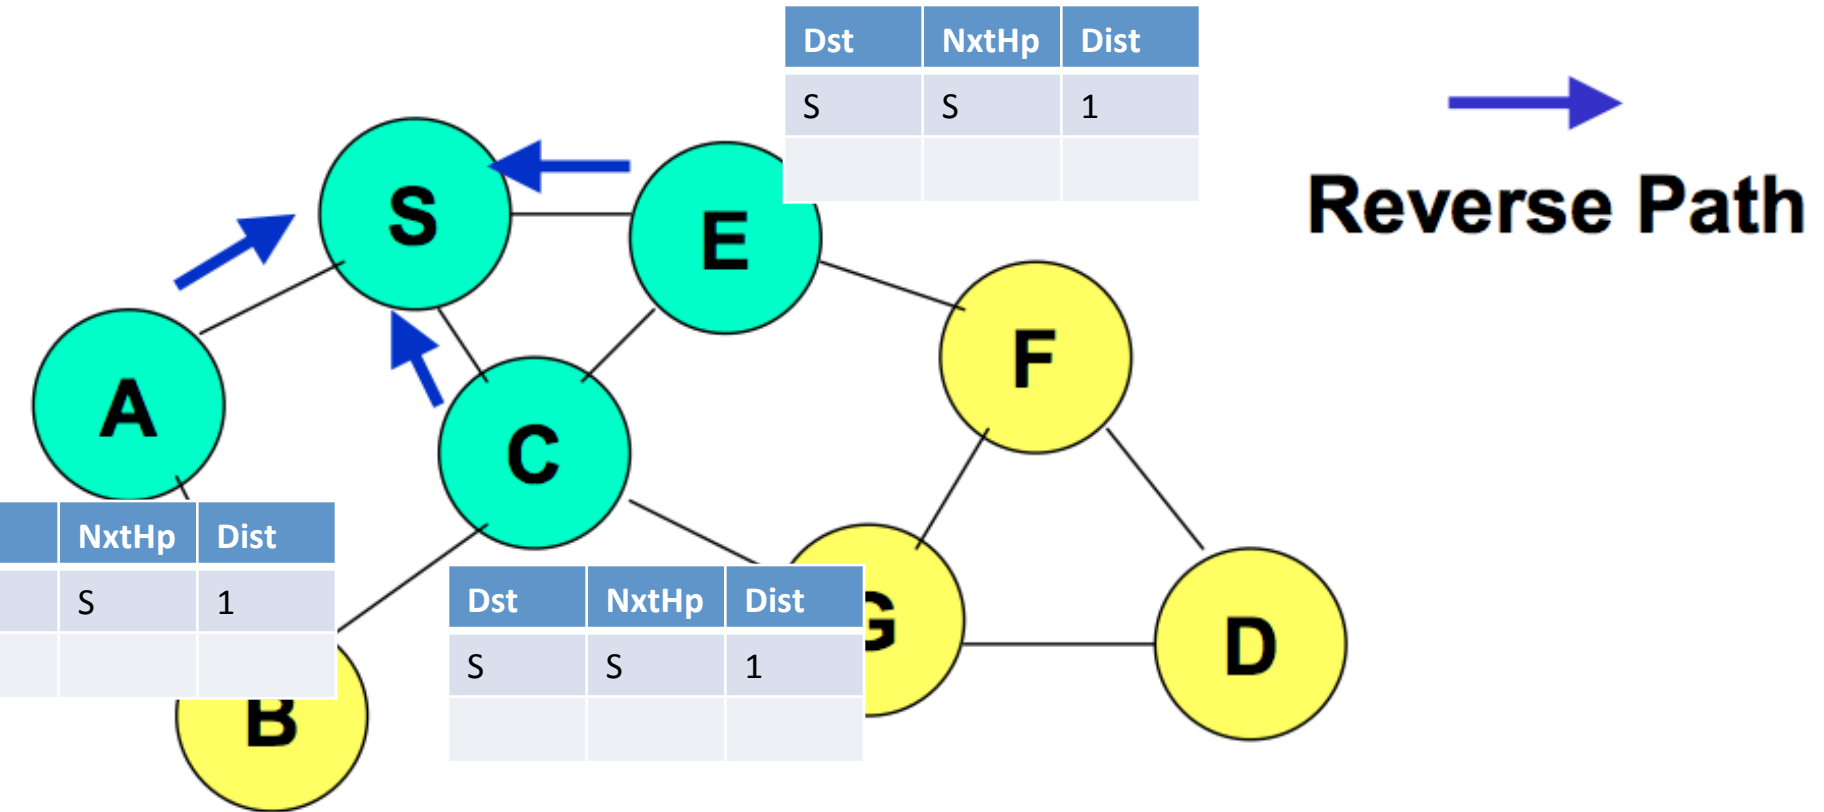 Dst NxtHp Dist
S S 1
Reverse Path
S
E
F
A
C
NxtHp Dist
S 1
Dst NxtHp Dist
S S 1
G
D
B